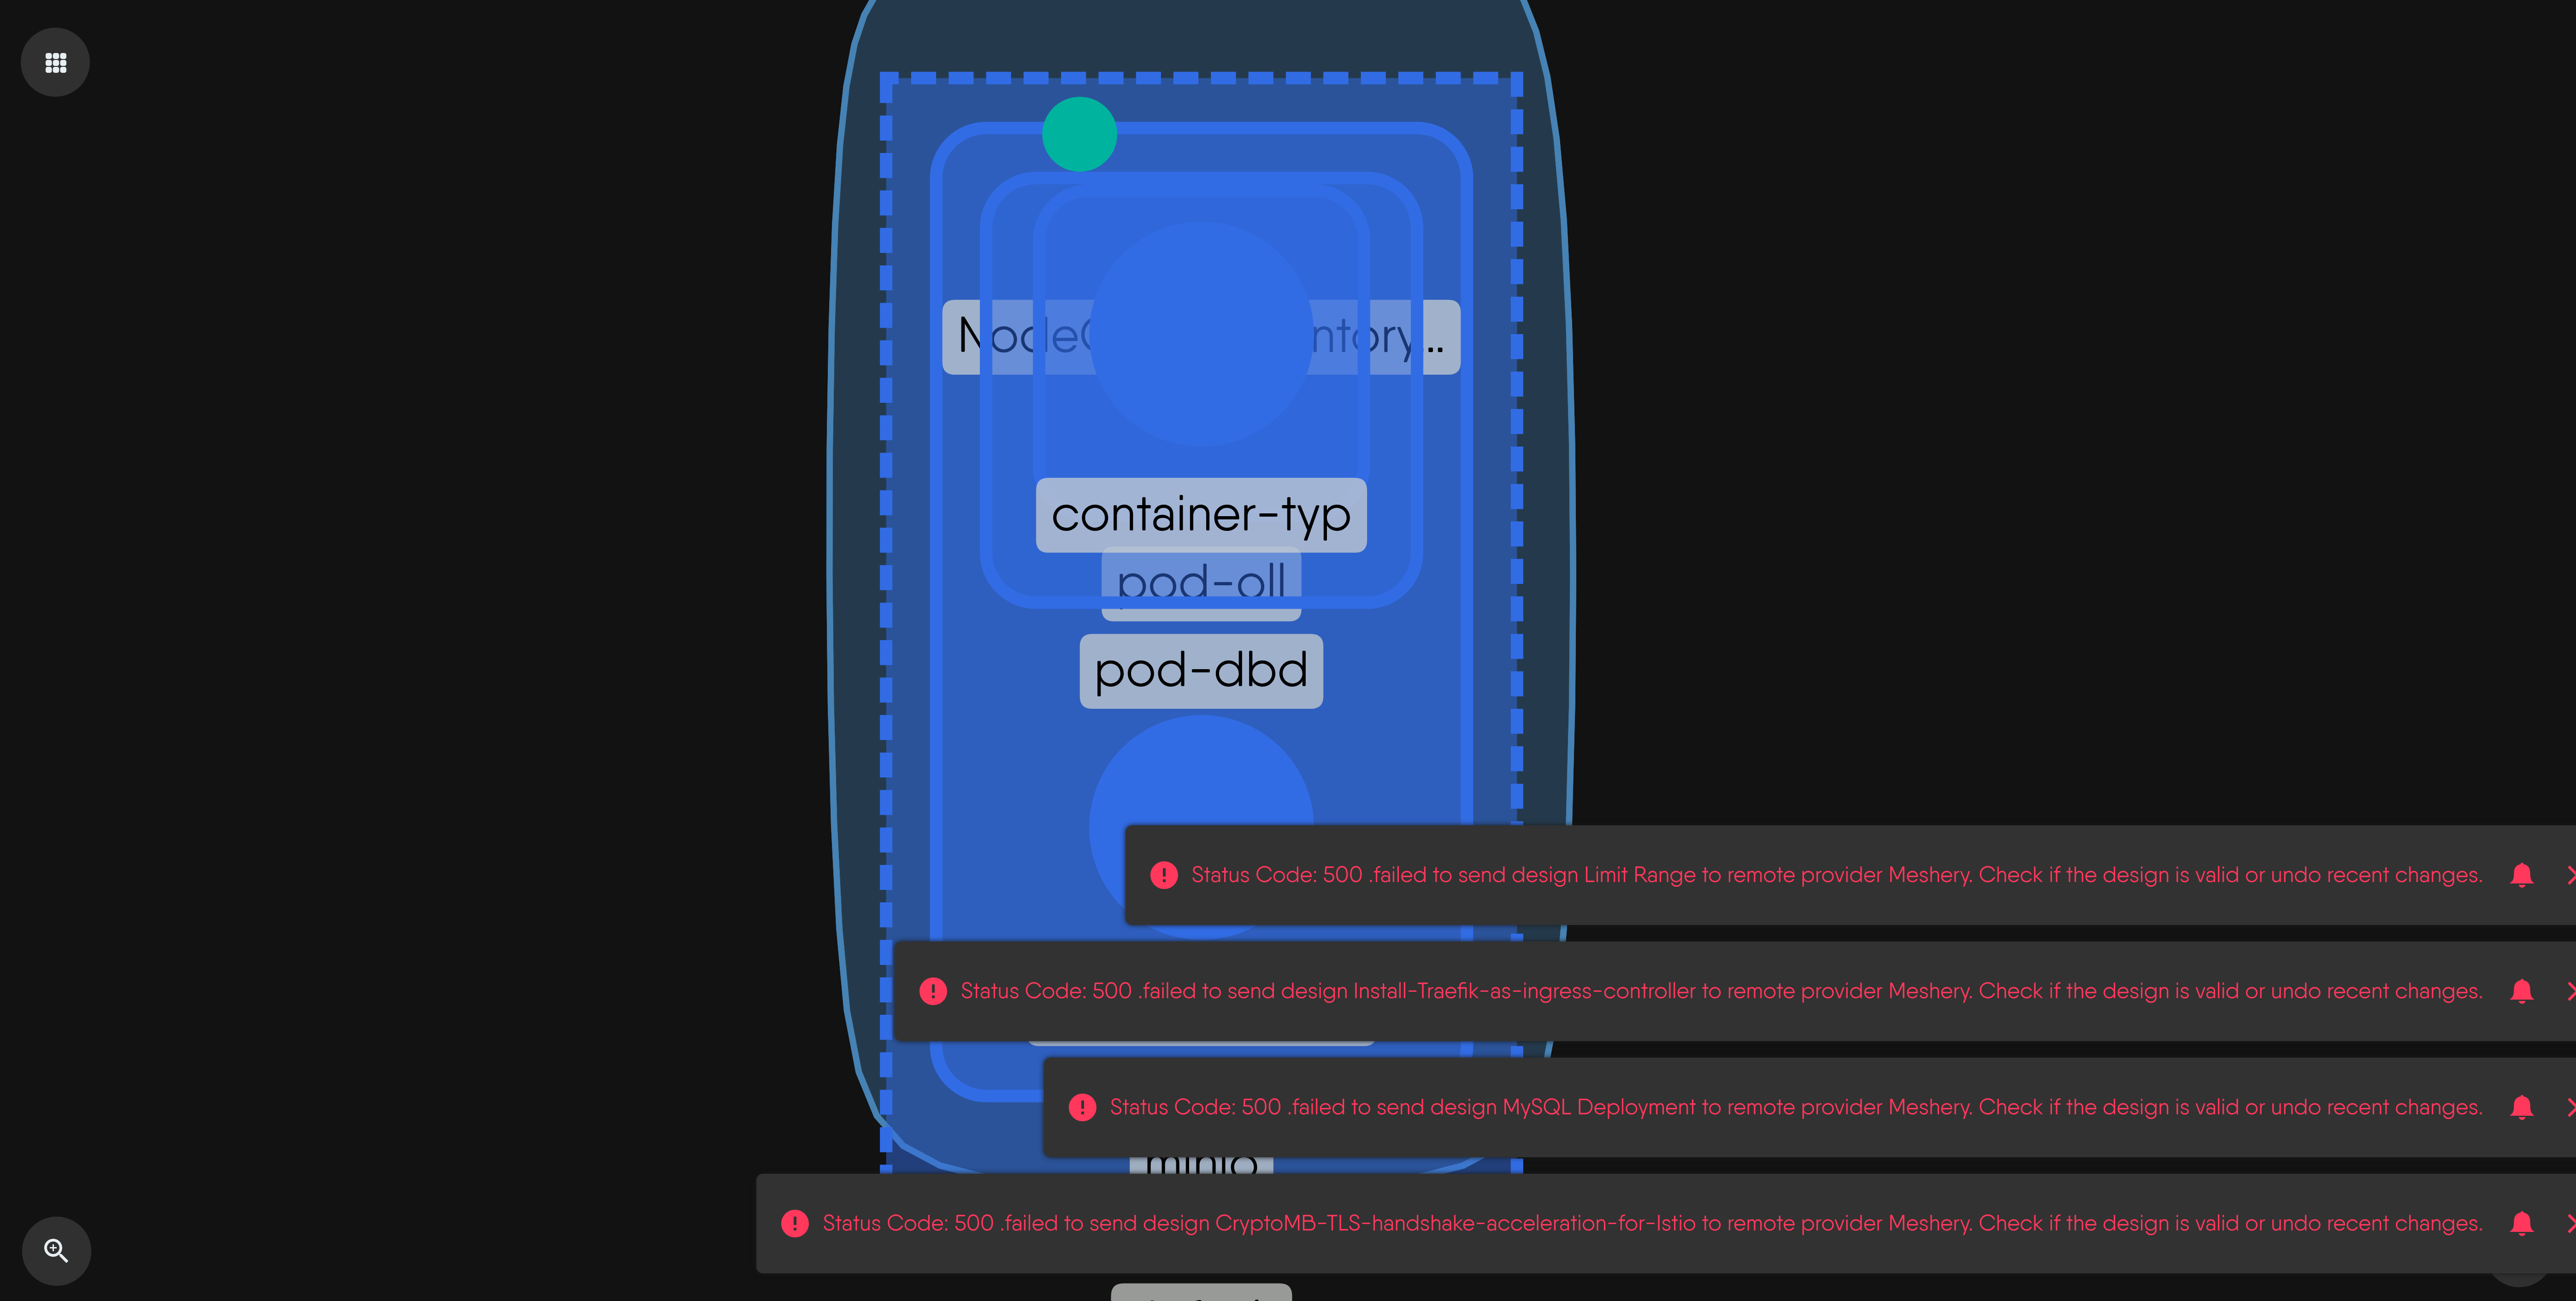 container-typ
pod-oll
pod-dbd
Status Code: 500 .failed to send design Limit Range to remote provider Meshery. Check if the design is valid or undo recent changes.
Status Code: 500 .failed to send design Install-Traefik-as-ingress-controller to remote provider Meshery. Check if the design is valid or undo recent changes.
Status Code: 500 .failed to send design MySQL Deployment to remote provider Meshery. Check if the design is valid or undo recent changes.
minio
Status Code: 500 .failed to send design CryptoMB-TLS-handshake-acceleration-for-Istio to remote provider Meshery. Check if the design is valid or undo recent changes.